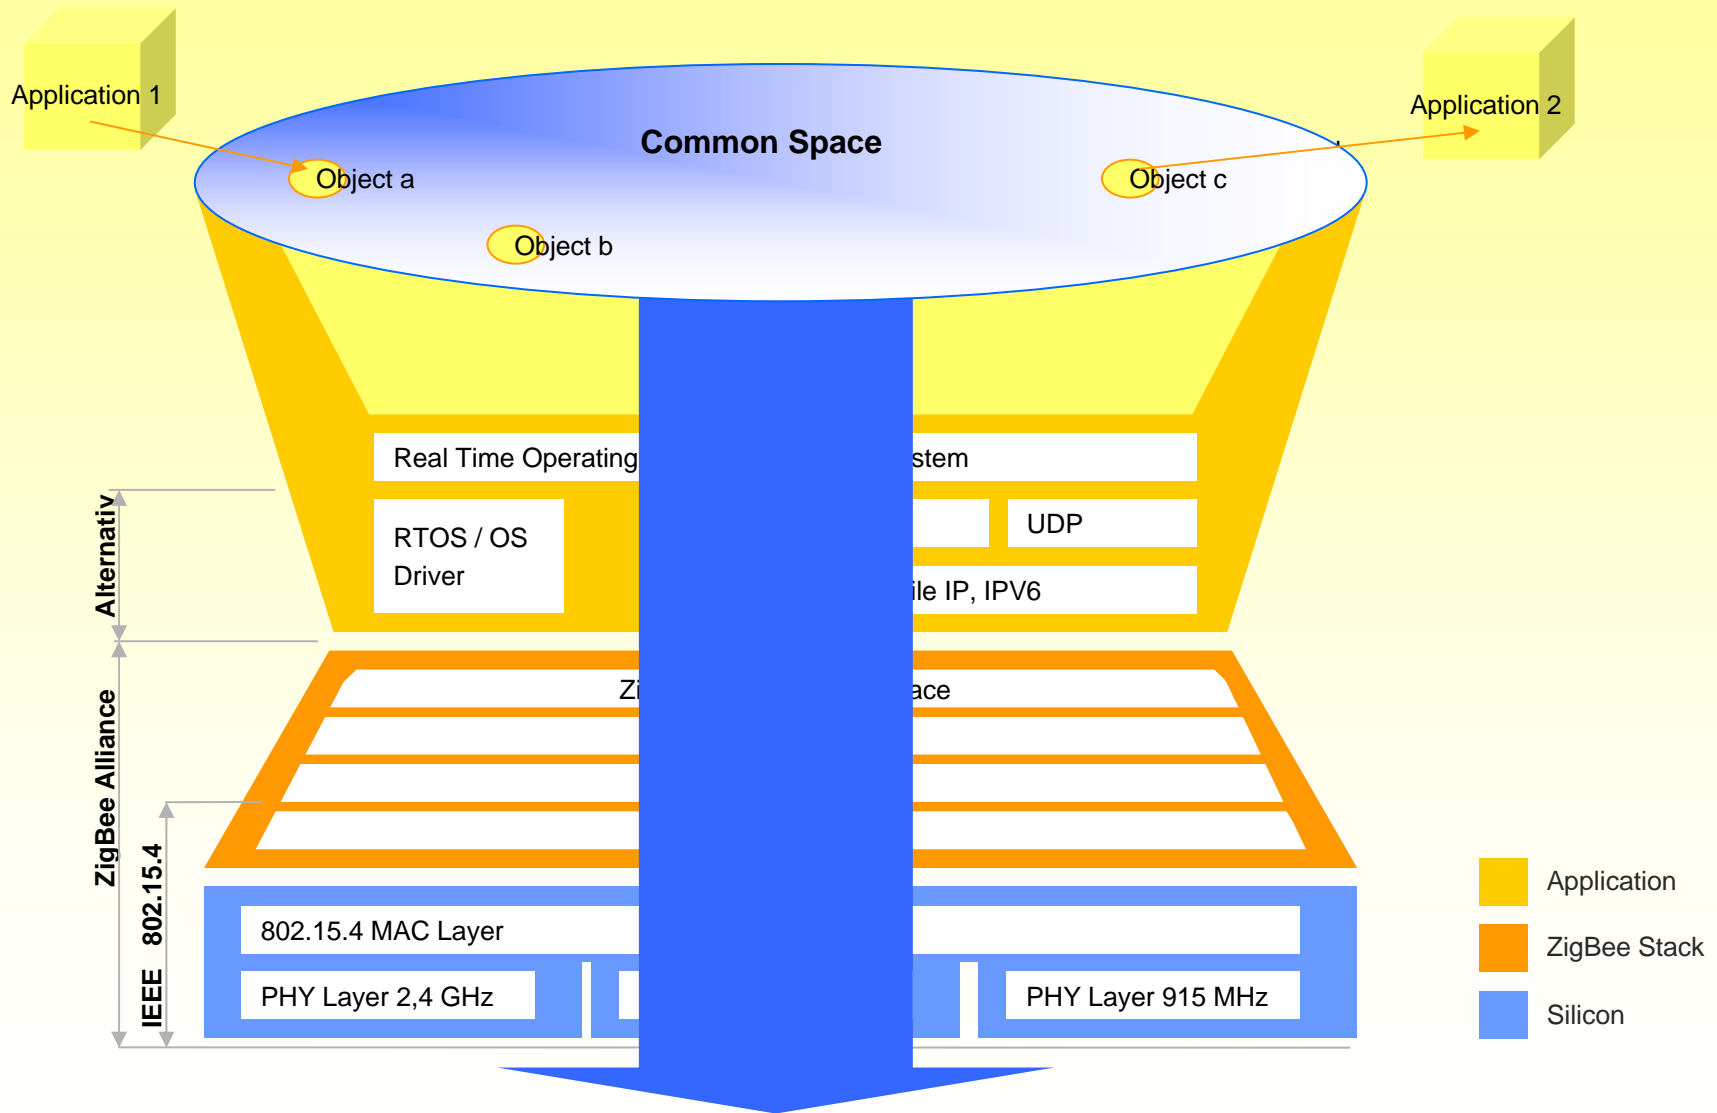 Application 1
Application 2
Common Space
Object a
Object c
Object b
Real Time Operating
stem
Alternativ
RTOS / OS
Driver
UDP
ile IP, IPV6
Zi
ace
ZigBee Alliance
IEEE 802.15.4
802.15.4 MAC Layer
PHY Layer 2,4 GHz
PHY Layer 915 MHz
Application
ZigBee Stack
Silicon